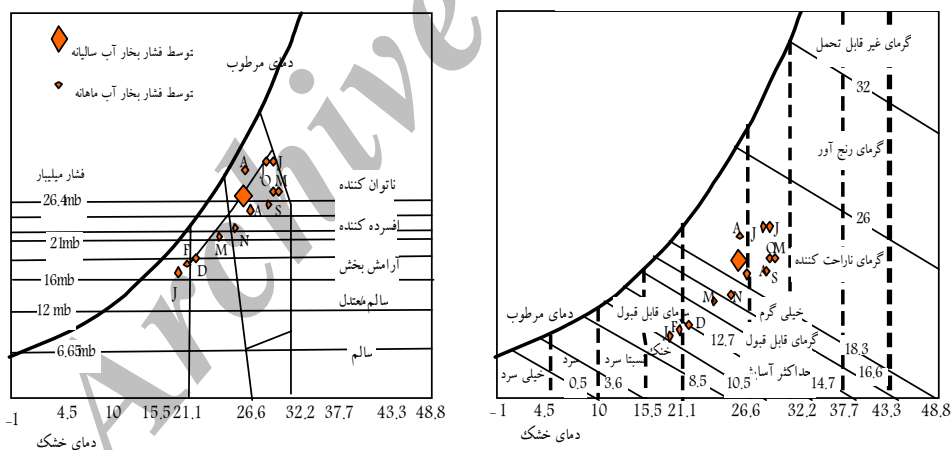 توسط فشار بخار آب سالیانه
توسط فشار بخار آب ماهانه
دمای مرطوب
فشار میلیبار
26.4mb
21mb
16mb
12 mb
6.65mb
ناتوان کننده
افسرده کننده
آرامش بخش
سالم معتدل
سالم
A
J
O M
A S
N
M
F
D
J
-1 4,5 10 15,5 21,1 26,6 32,2 37,7 43,3 48,8
دمای خشک
Archive
گرمای غیر قابل تحمل
32
گرمای رنج آور
26
گرمای ناراحت کننده
A J J
O M
A S
M N
J F D
خیلی گرم
گرمای قابل قبول
حداکثر آسایش
قابل قبول
خنک
نسبتا سرد
سرد
خیلی سرد
دمای مرطوب
0,5 3,6 8,5 10,5 12,7 14,7 16,6 18,3
-1 4,5 10 15,5 21,1 26,6 32,2 37,7 43,3 48,8
دمای خشک